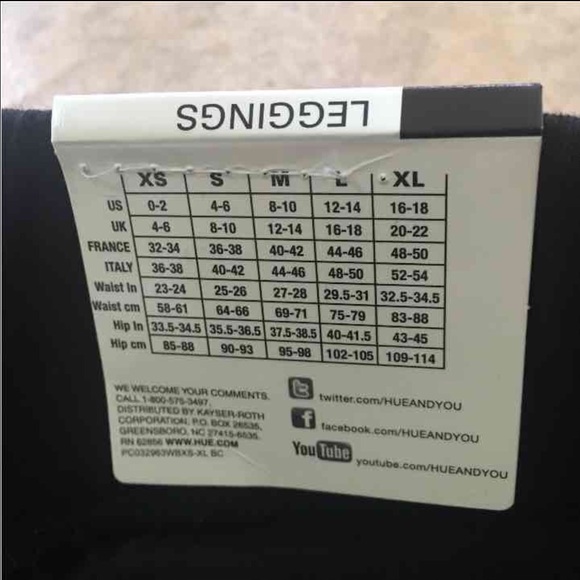 LEGGINGS
XS S M L XL
US 0-2 4-6 8-10 12-14 16-18
UK 4-6 8-10 12-14 16-18 20-22
FRANCE 32-34 36-38 40-42 44-46 48-50
ITALY 36-38 40-42 44-46 48-50 52-54
Waist In 23-24 25-26 27-28 29.5-31 32.5-34.5
Waist cm 58-61 64-66 69-71 75-79 83-88
Hip In 33.5-34.5 35.5-36.5 37.5-38.5 40-41.5 43-45
Hip cm 85-88 90-93 95-98 102-105 109-114
WE WELCOME YOUR COMMENTS.
CALL 1-800-575-3497.
DISTRIBUTED BY KAYSER-ROTH
CORPORATION, P.O. BOX 26535,
GREENSBORO, NC 27415-6535.
RN 62856 WWW.HUE.COM
PC032963WBXS-XL BC
twitter.com/HUEANDYOU
f facebook.com/HUEANDYOU
You Tube youtube.com/HUEANDYOU